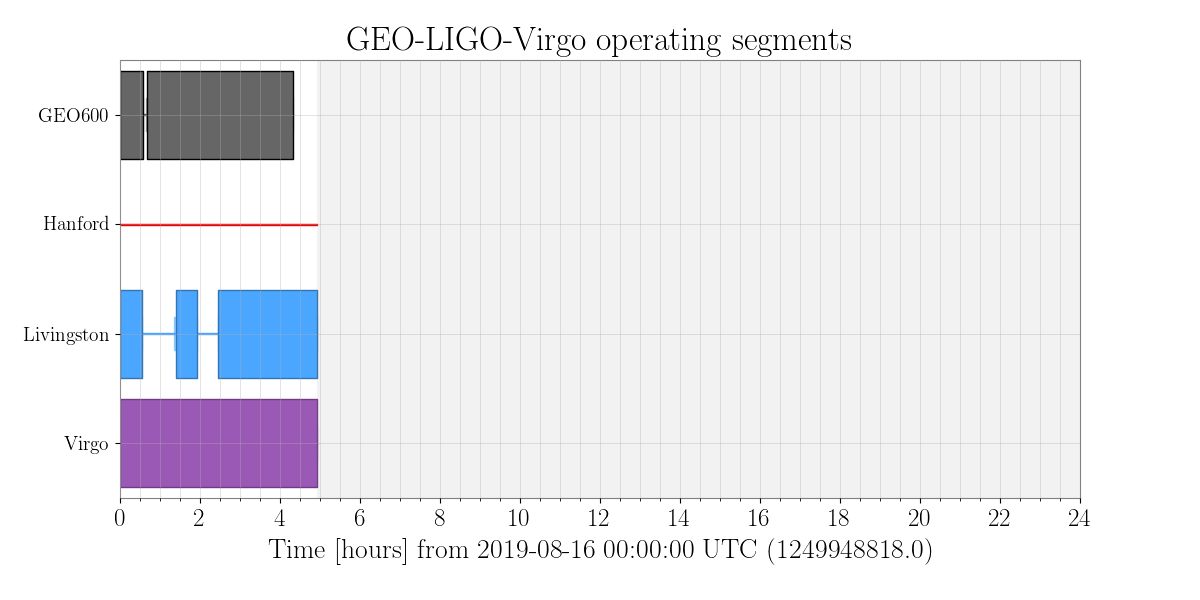 GEO-LIGO-Virgo operating segments
GEO600
Hanford
Livingston
Virgo
0 2 4 6 8 10 12 14 16 18 20 22 24
Time [hours] from 2019-08-16 00:00:00 UTC (1249948818.0)